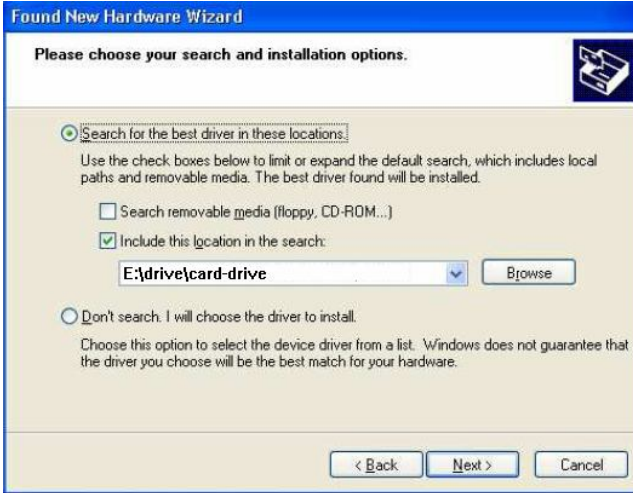 Found New Hardware Wizard
Please choose your search and installation options.
Search for the best driver in these locations.
Use the check boxes below to limit or expand the default search, which includes local
paths and removable media. The best driver found will be installed.
Search removable media (floppy, CD-ROM...)
Include this location in the search:
E:\drive\card-drive
Browse
Don't search. I will choose the driver to install.
Choose this option to select the device driver from a list. Windows does not guarantee that
the driver you choose will be the best match for your hardware.
< Back
Next >
Cancel